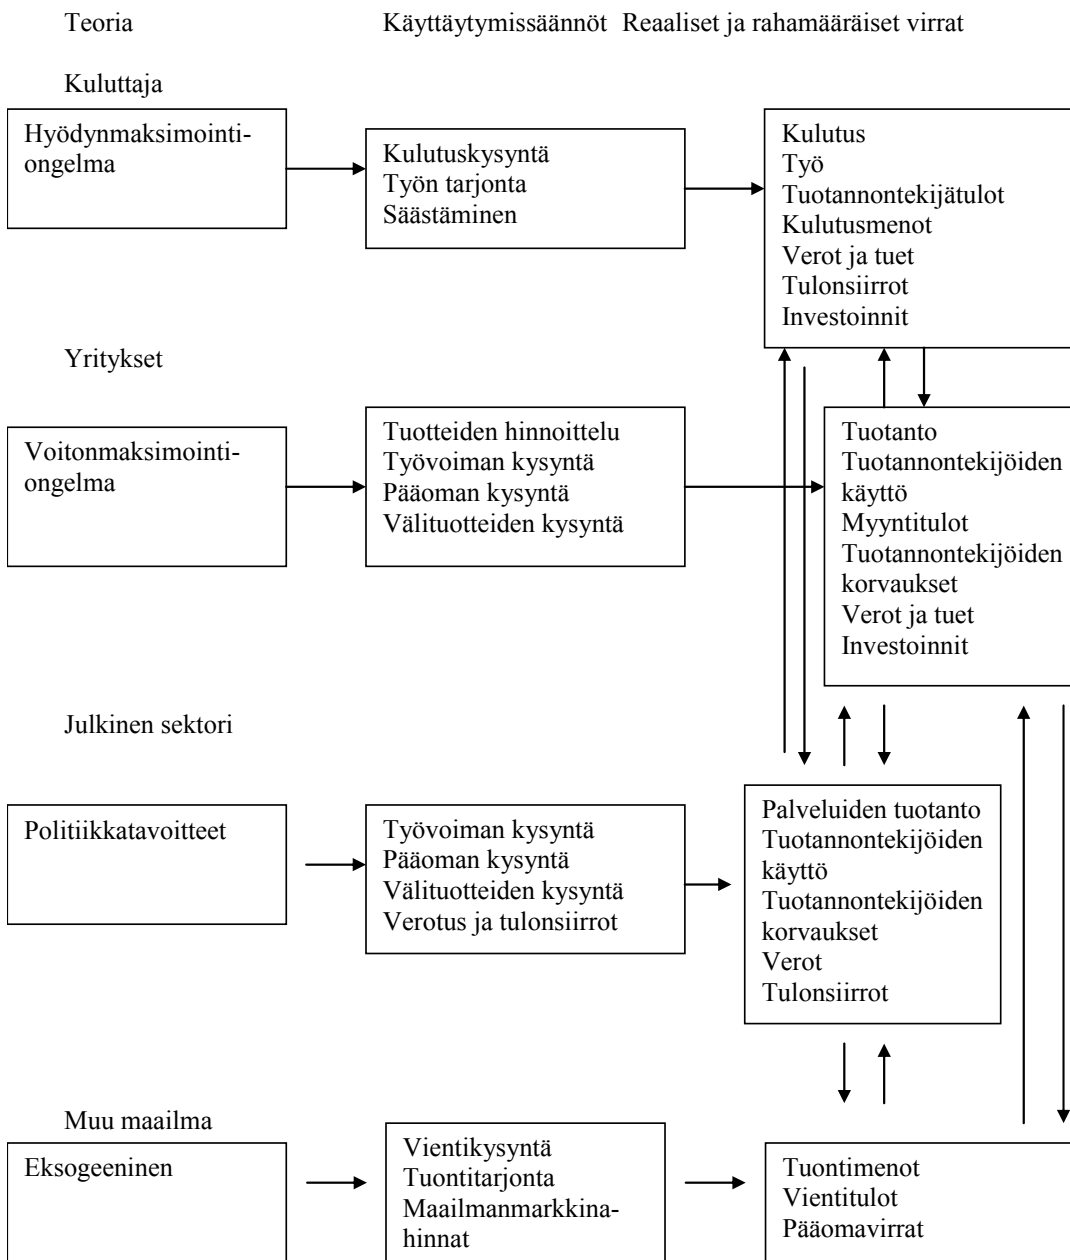 Teoria
Käyttäytymissäännöt Reaaliset ja rahamääräiset virrat
Kuluttaja
Hyödynmaksimointi-
ongelma
Kulutuskysyntä
Työn tarjonta
Säästäminen
Kulutus
Työ
Tuotannontekijätulot
Kulutusmenot
Verot ja tuet
Tulonsiirrot
Investoinnit
Yritykset
Voitonmaksimointi-
ongelma
Tuotteiden hinnoittelu
Työvoiman kysyntä
Pääoman kysyntä
Välituotteiden kysyntä
Tuotanto
Tuotannontekijöiden
käyttö
Myyntitulot
Tuotannontekijöiden
korvaukset
Verot ja tuet
Investoinnit
Julkinen sektori
Politiikkatavoitteet
Työvoiman kysyntä
Pääoman kysyntä
Välituotteiden kysyntä
Verotus ja tulonsiirrot
Palveluiden tuotanto
Tuotannontekijöiden
käyttö
Tuotannontekijöiden
korvaukset
Verot
Tulonsiirrot
Muu maailma
Eksogeeninen
Vientikysyntä
Tuontitarjonta
Maailmanmarkkina-
hinnat
Tuontimenot
Vientitulot
Pääomavirrat